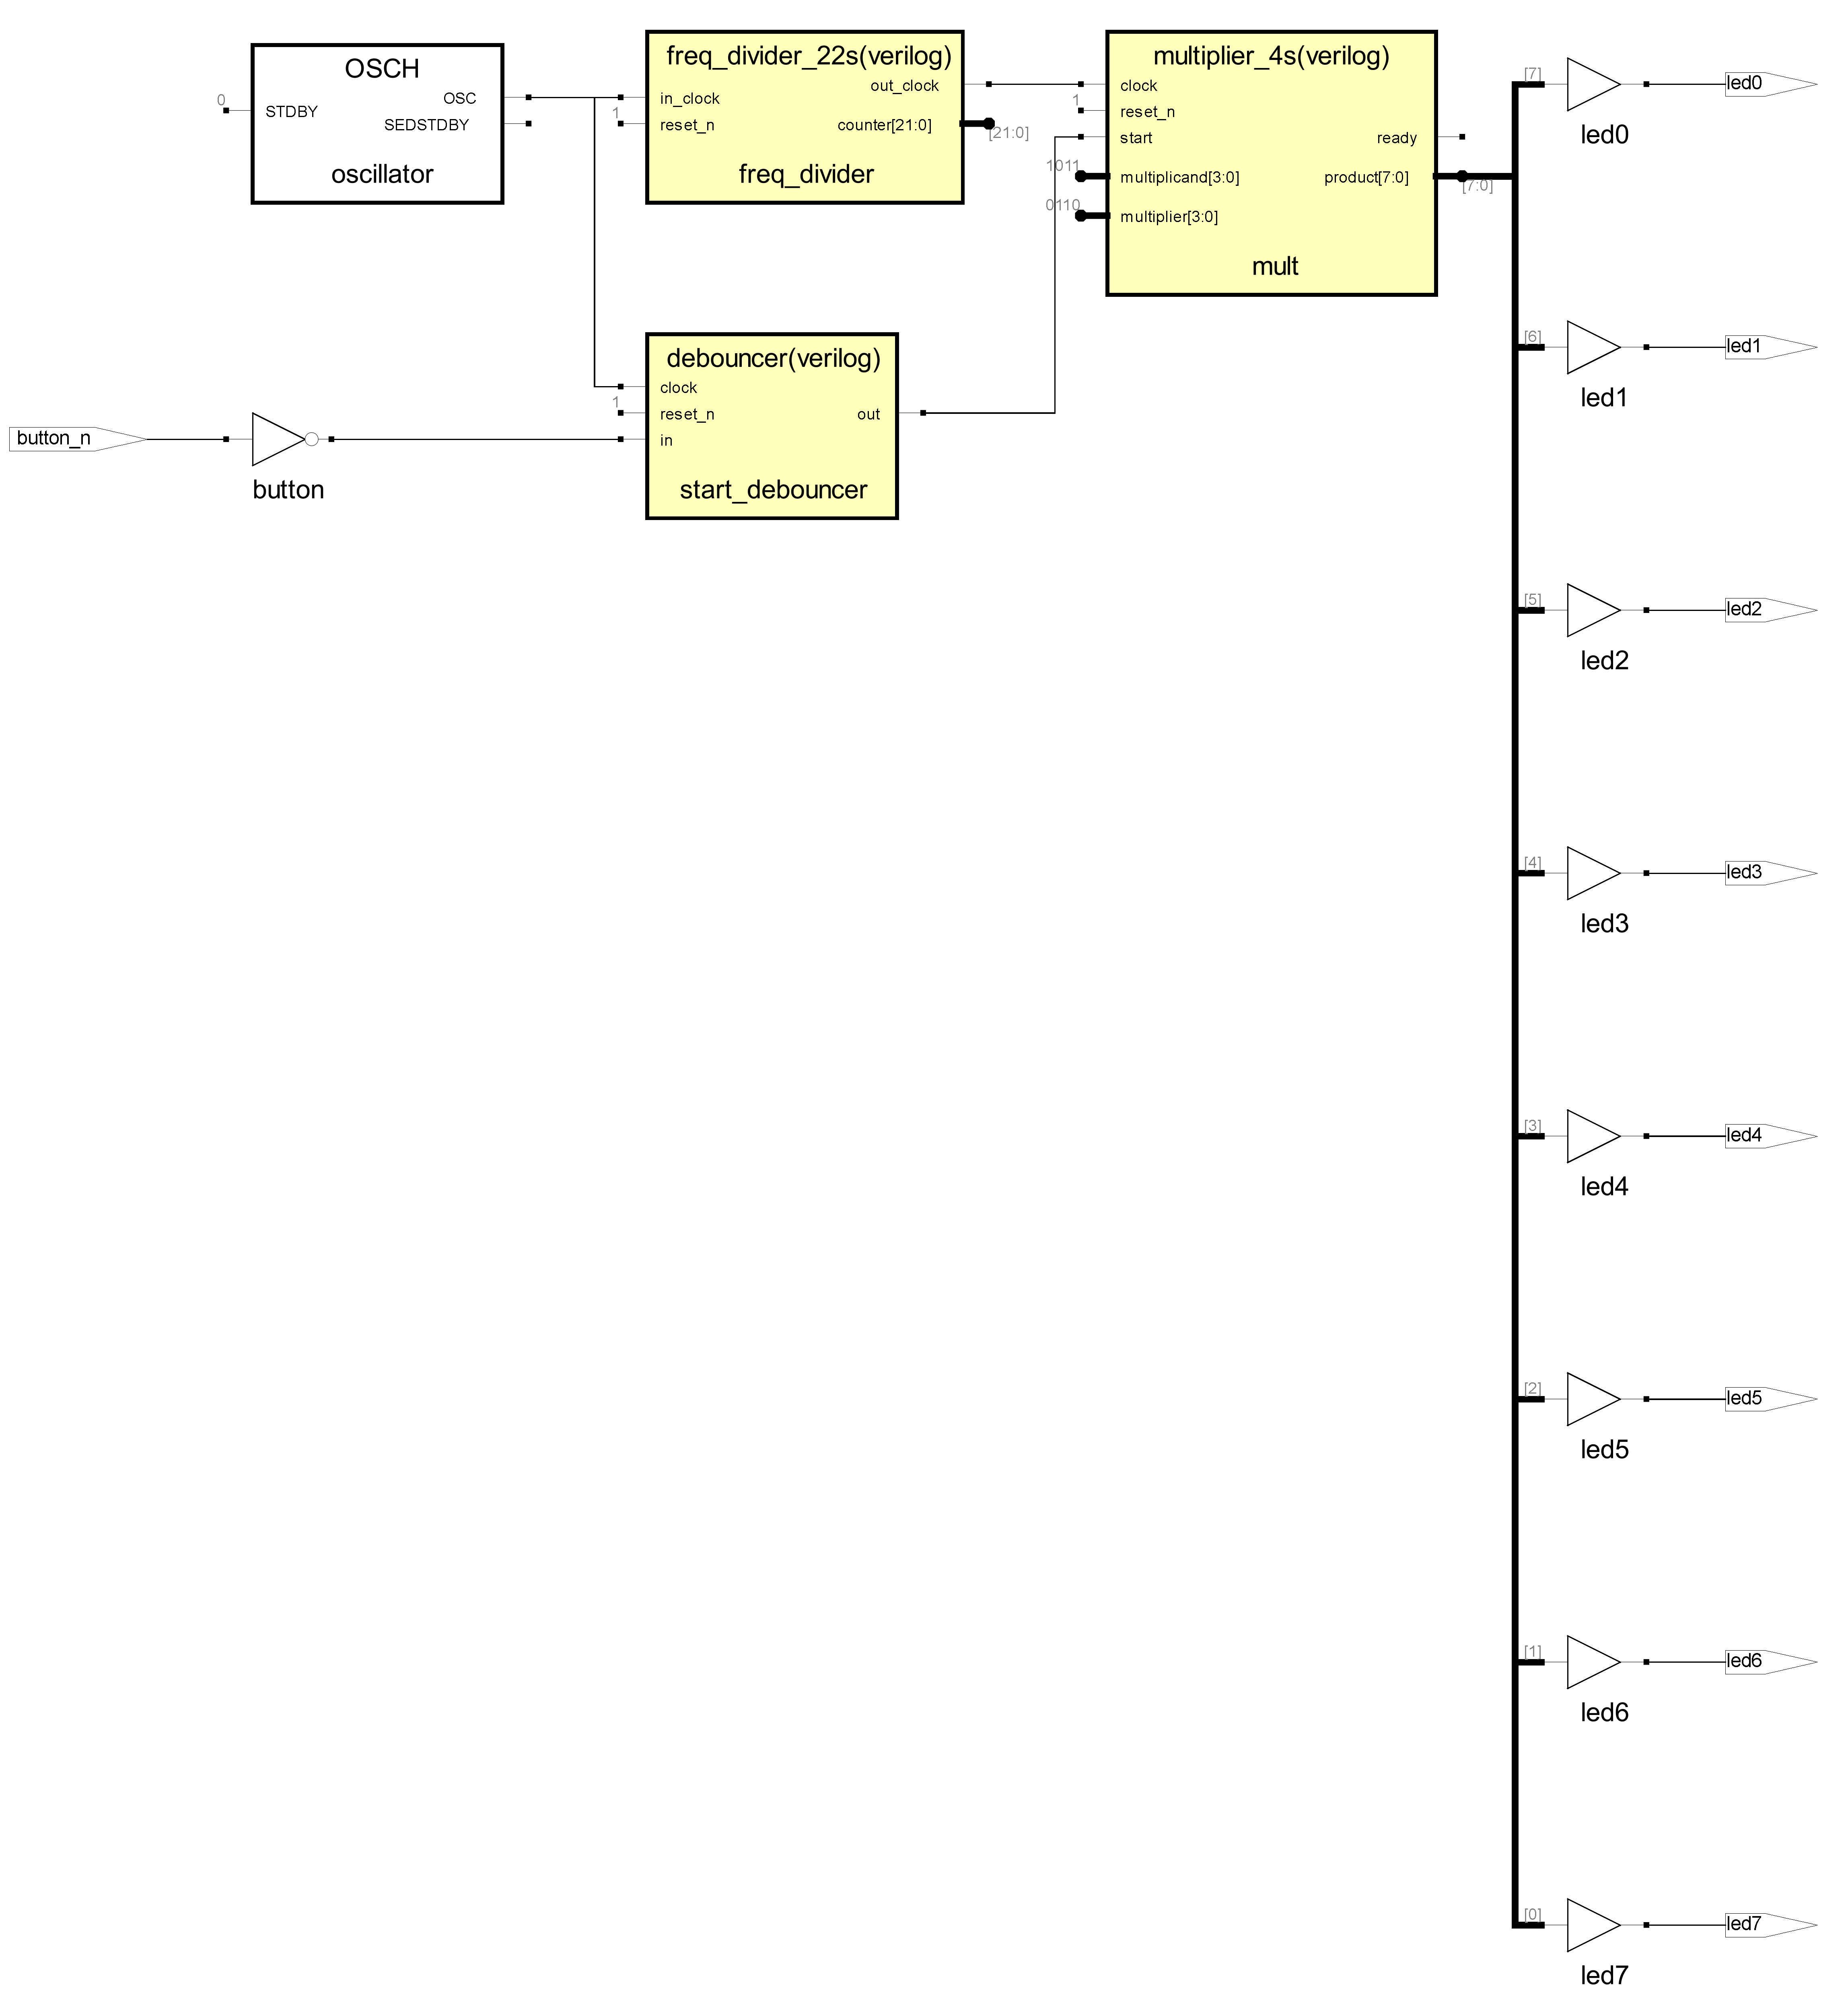 OSCH
0
STDBY
OSC
SEDSTDBY
oscillator
freq_divider_22s(verilog)
out_clock
in_clock
1
reset_n
counter[21:0]
[21:0]
freq_divider
multiplier_4s(verilog)
clock
1
reset_n
start
ready
1011
multiplicand[3:0]
product[7:0]
[7:0]
0110
multiplier[3:0]
mult
debouncer(verilog)
clock
1
reset_n
out
in
start_debouncer
button_n
button
[7]
led0
led0
[6]
led1
led1
[5]
led2
led2
[4]
led3
led3
[3]
led4
led4
[2]
led5
led5
[1]
led6
led6
[0]
led7
led7